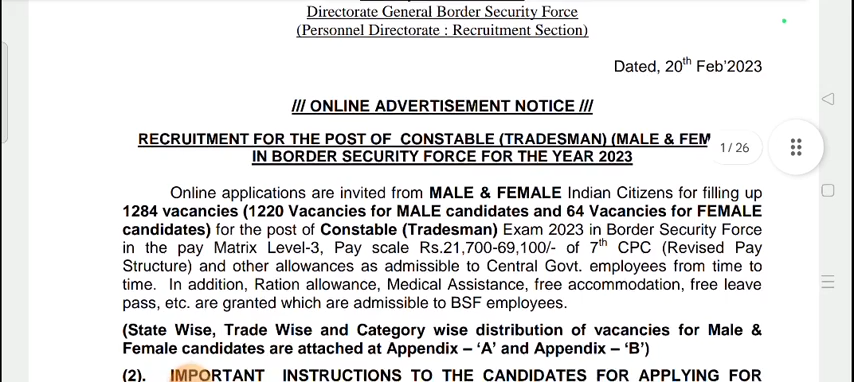 Directorate General Border Security Force
(Personnel Directorate : Recruitment Section)
Dated, 20th Feb'2023
/// ONLINE ADVERTISEMENT NOTICE ///
RECRUITMENT FOR THE POST OF CONSTABLE (TRADESMAN) (MALE & FEM
1 / 26
IN BORDER SECURITY FORCE FOR THE YEAR 2023
Online applications are invited from MALE & FEMALE Indian Citizens for filling up
1284 vacancies (1220 Vacancies for MALE candidates and 64 Vacancies for FEMALE
candidates) for the post of Constable (Tradesman) Exam 2023 in Border Security Force
in the pay Matrix Level-3, Pay scale Rs.21,700-69,100/- of 7th CPC (Revised Pay
Structure) and other allowances as admissible to Central Govt. employees from time to
time. In addition, Ration allowance, Medical Assistance, free accommodation, free leave
pass, etc. are granted which are admissible to BSF employees.
(State Wise, Trade Wise and Category wise distribution of vacancies for Male &
Female candidates are attached at Appendix – ‘A’ and Appendix – ‘B’)
(2). IMPORTANT INSTRUCTIONS TO THE CANDIDATES FOR APPLYING FOR